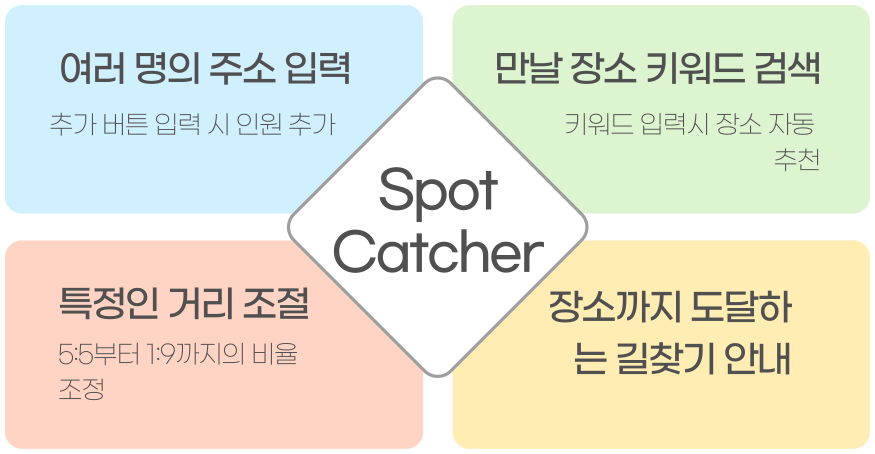 여러 명의 주소 입력
추가 버튼 입력 시 인원 추가
만날 장소 키워드 검색
키워드 입력시 장소 자동
추천
Spot
Catcher
특정인 거리 조절
5:5부터 1:9까지의 비율
조정
장소까지 도달하
는 길찾기 안내